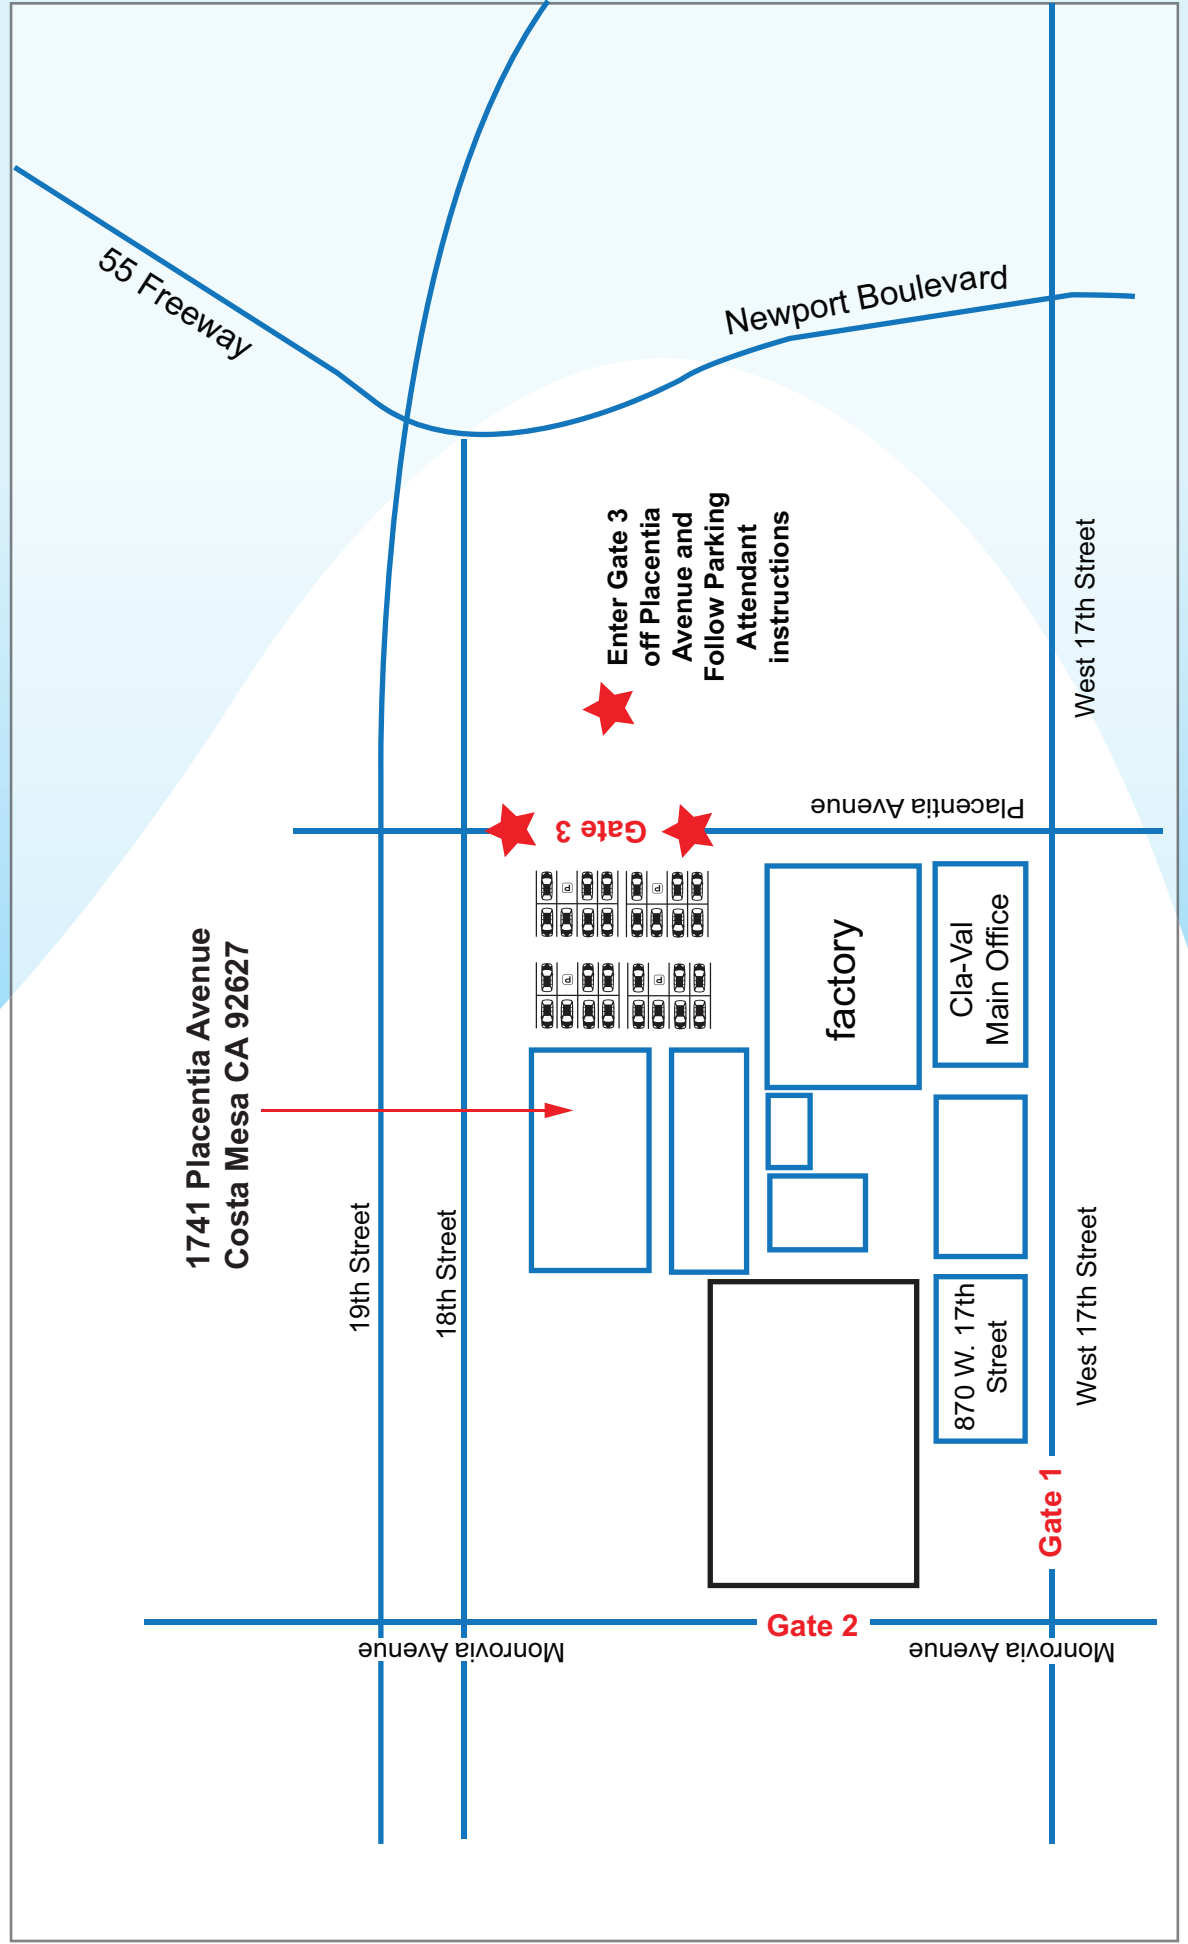 1741 Placentia Avenue
Costa Mesa CA 92627
55 Freeway
19th Street
18th Street
Newport Boulevard
Enter Gate 3
off Placentia
Avenue and
Follow Parking
Attendant
instructions
Gate 3
Placentia Avenue
P
P
P
P
factory
Cla-Val
Main Office
870 W. 17th
Street
West 17th Street
West 17th Street
Gate 1
Gate 2
Monrovia Avenue
Monrovia Avenue